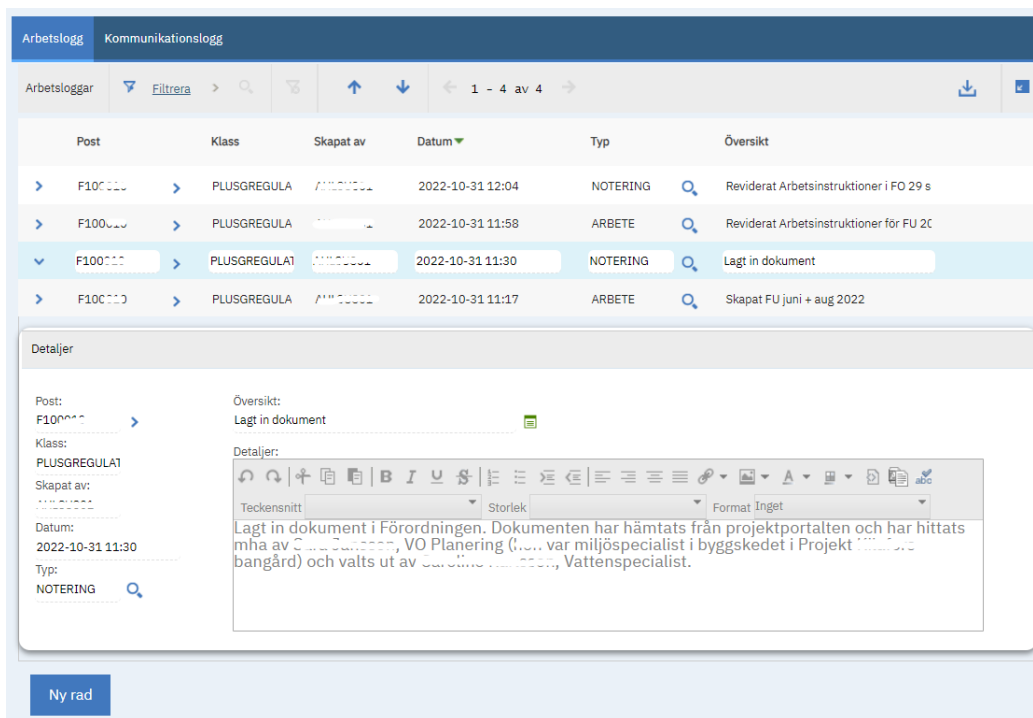 Arbetslogg Kommunikationslogg
Arbetsloggar Filtrera 1 - 4 av 4
Post Klass Skapat av Datum Typ Översikt
PLUSGREGULA 2022-10-31 12:04 NOTERING Reviderat Arbetsinstruktioner i FO 29 s
PLUSGREGULA 2022-10-31 11:58 ARBETE Reviderat Arbetsinstruktioner för FU 20
PLUSGREGULAT 2022-10-31 11:30 NOTERING Lagt in dokument
PLUSGREGULA 2022-10-31 11:17 ARBETE Skapat FU juni + aug 2022
Detaljer
Post:
Klass:
PLUSGREGULAT
Skapat av:
Datum:
2022-10-31 11:30
Typ:
NOTERING
Översikt:
Lagt in dokument
Detaljer:
B I U S A abc
Teckensnitt Storlek Format Inget
Lagt in dokument i Förordningen. Dokumenten har hämtats från projektportalten och har hittats
mha av , VO Planering ( var miljöspecialist i byggskedet i Projekt
bangård) och valts ut av , Vattenspecialist.
Ny rad